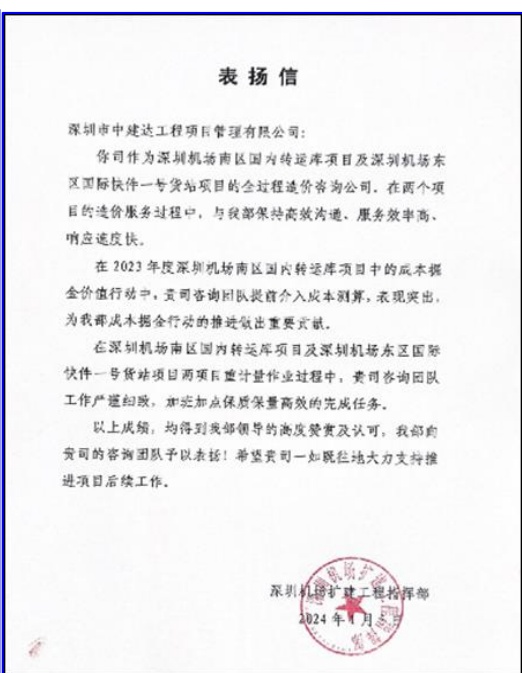 表扬信
深圳市中建达工程项目管理有限公司：
你司作为深圳机场南区国内转运库项目及深圳机场东
区国际快件一号货站项目的全过程造价咨询公司，在两个项
目的造价服务过程中，与我部保持高效沟通、服务效率高、
响应速度快。
在 2023 年度深圳机场南区国内转运库项目中的成本掘
金价值行动中，贵司咨询团队提前介入成本测算，表现突出，
为我部成本掘金行动的推进做出重要贡献。
在深圳机场南区国内转运库项目及深圳机场东区国际
快件一号货站项目两项目重计量作业过程中，贵司咨询团队
工作严谨细致，加班加点保质保量高效的完成任务。
以上成绩，均得到我部领导的高度赞赏及认可，我部向
贵司的咨询团队予以表扬！希望贵司一如既往地大力支持推
进项目后续工作。
深圳机场扩建工程指挥部
2024 年 1 月 日